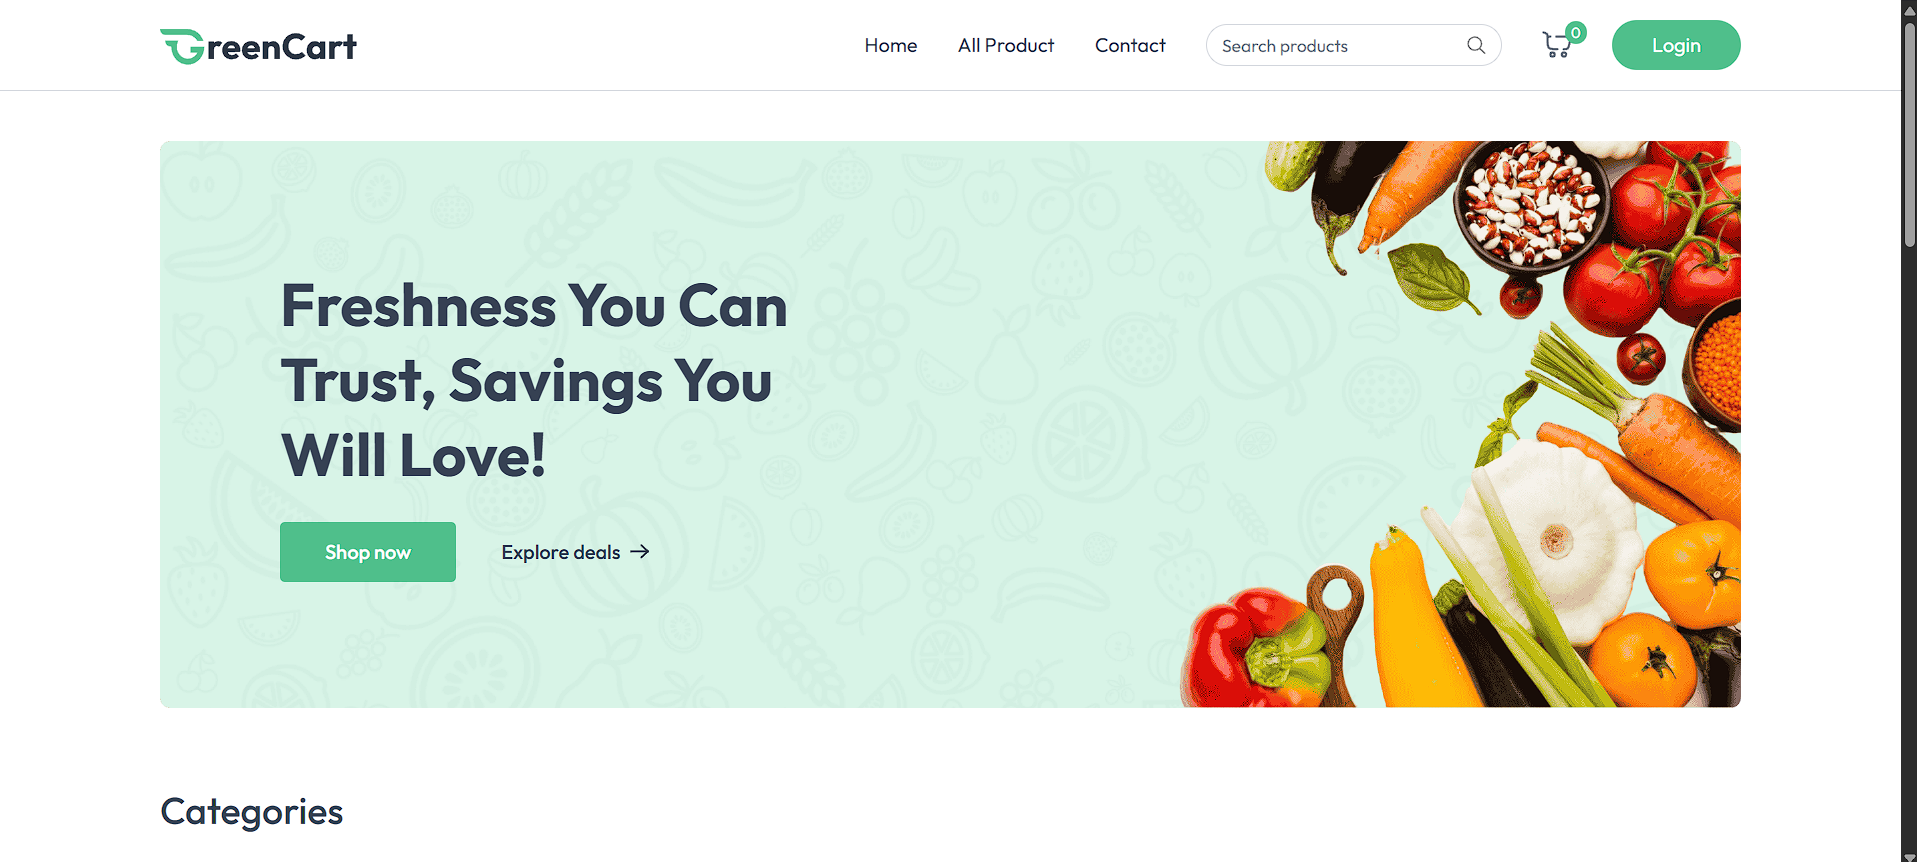 GreenCart
Home
All Product
Contact
Search products
0
Login
Freshness You Can
Trust, Savings You
Will Love!
Shop now
Explore deals
Categories